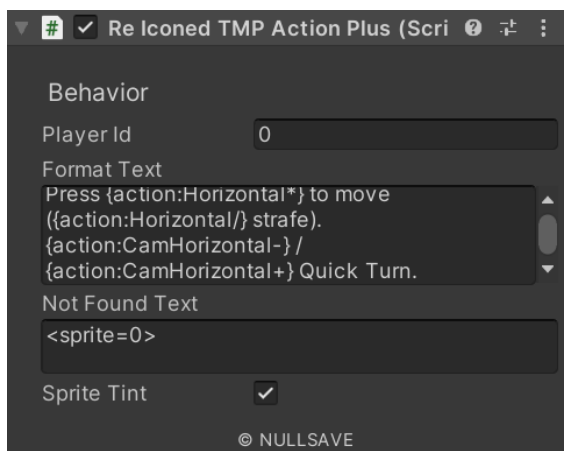 # Re Iconed TMP Action Plus (Scri
Behavior
Player Id 0
Format Text
Press {action:Horizontal*} to move
({action:Horizontal/} strafe).
{action:CamHorizontal-} /
{action:CamHorizontal+} Quick Turn.
Not Found Text
<sprite=0>
Sprite Tint
© NULLSAVE